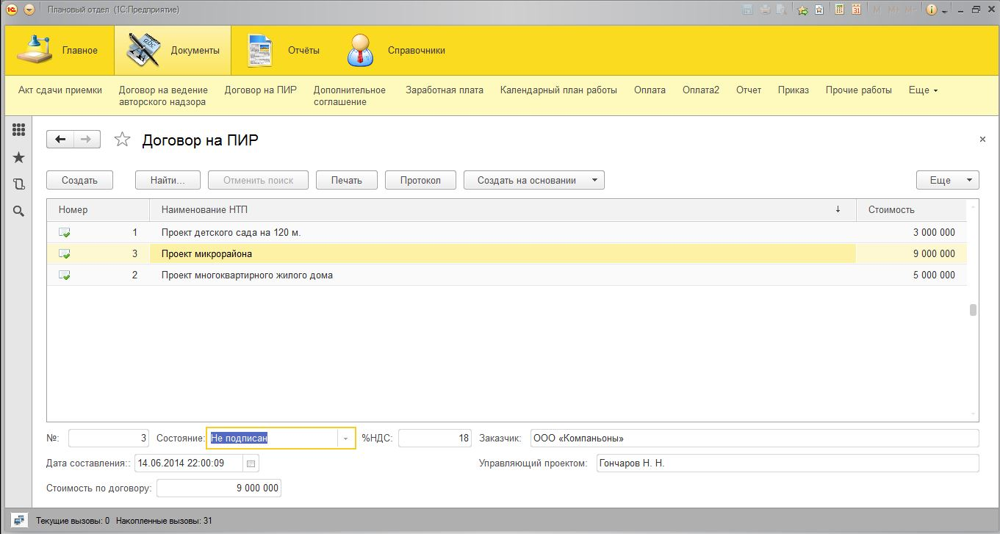 Плановый отдел (1С:Предприятие)
M M+ M-
Главное
Документы
Отчёты
Справочники
Акт сдачи приемки
Договор на ведение
авторского надзора
Договор на ПИР
Дополнительное
соглашение
Заработная плата
Календарный план работы
Оплата
Оплата2
Отчет
Приказ
Прочие работы
Еще
Договор на ПИР
Создать
Найти...
Отменить поиск
Печать
Протокол
Создать на основании
Еще
Номер Наименование НТП Стоимость
1 Проект детского сада на 120 м. 3 000 000
3 Проект микрорайона 9 000 000
2 Проект многоквартирного жилого дома 5 000 000
№: 3 Состояние: Не подписан %НДС: 18 Заказчик: ООО «Компаньоны»
Дата составления:: 14.06.2014 22:00:09 Управляющий проектом: Гончаров Н. Н.
Стоимость по договору: 9 000 000
Текущие вызовы: 0 Накопленные вызовы: 31